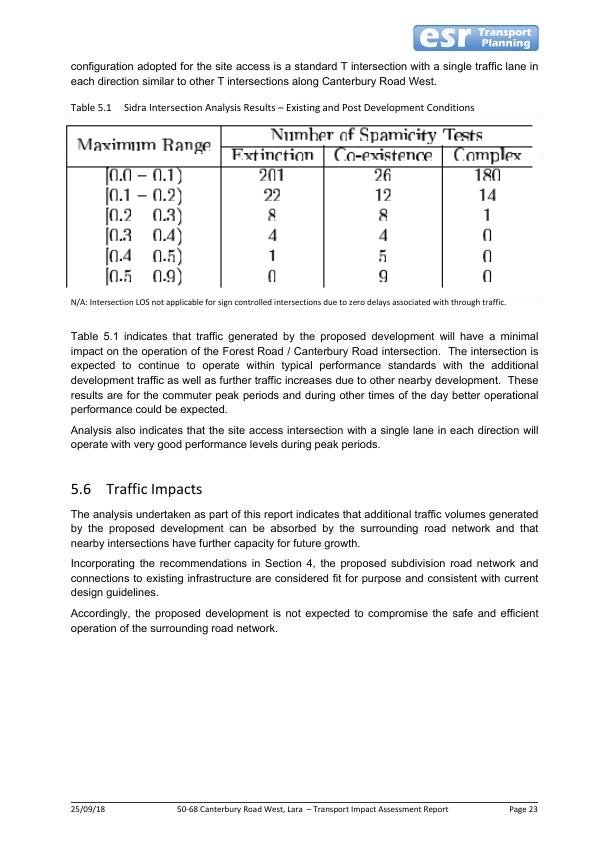 esr Transport
Planning
configuration adopted for the site access is a standard T intersection with a single traffic lane in
each direction similar to other T intersections along Canterbury Road West.
Table 5.1 Sidra Intersection Analysis Results – Existing and Post Development Conditions
Maximum Range Number of Spamicity Tests
Extinction Co-existence Complex
[0.0 – 0.1) 201 26 180
[0.1 – 0.2) 22 12 14
[0.2 0.3) 8 8 1
[0.3 0.4) 4 4 0
[0.4 0.5) 1 5 0
[0.5 0.9) 0 9 0
N/A: Intersection LOS not applicable for sign controlled intersections due to zero delays associated with through traffic.
Table 5.1 indicates that traffic generated by the proposed development will have a minimal
impact on the operation of the Forest Road / Canterbury Road intersection. The intersection is
expected to continue to operate within typical performance standards with the additional
development traffic as well as further traffic increases due to other nearby development. These
results are for the commuter peak periods and during other times of the day better operational
performance could be expected.
Analysis also indicates that the site access intersection with a single lane in each direction will
operate with very good performance levels during peak periods.
5.6 Traffic Impacts
The analysis undertaken as part of this report indicates that additional traffic volumes generated
by the proposed development can be absorbed by the surrounding road network and that
nearby intersections have further capacity for future growth.
Incorporating the recommendations in Section 4, the proposed subdivision road network and
connections to existing infrastructure are considered fit for purpose and consistent with current
design guidelines.
Accordingly, the proposed development is not expected to compromise the safe and efficient
operation of the surrounding road network.
25/09/18 50-68 Canterbury Road West, Lara – Transport Impact Assessment Report Page 23